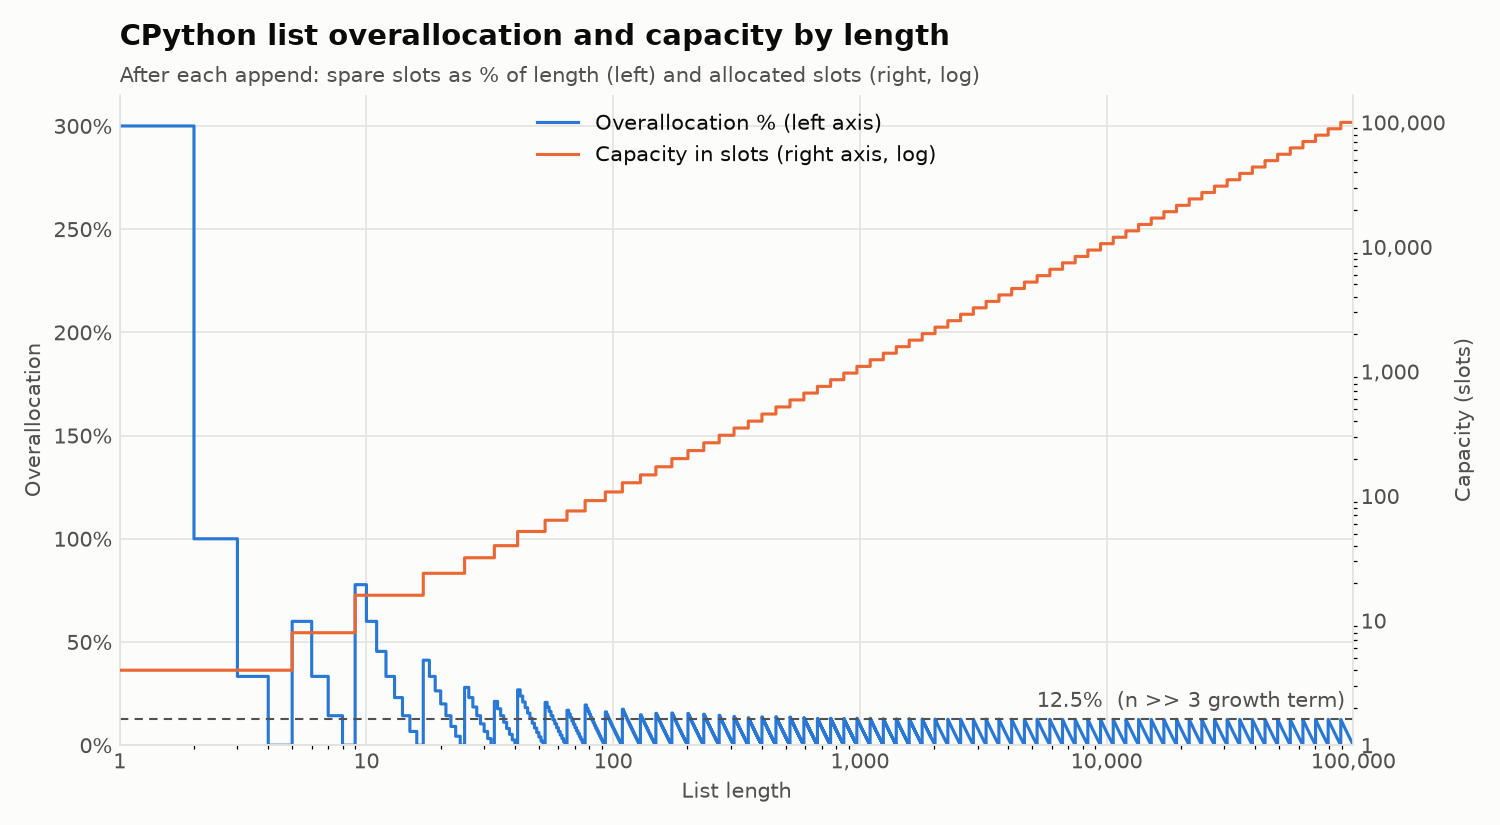 CPython list overallocation and capacity by length
After each append: spare slots as % of length (left) and allocated slots (right, log)
Overallocation % (left axis)
Capacity in slots (right axis, log)
300%
250%
200%
150%
100%
50%
0%
Overallocation
100,000
10,000
1,000
100
10
1
Capacity (slots)
12.5% (n >> 3 growth term)
1
10
100
1,000
10,000
100,000
List length